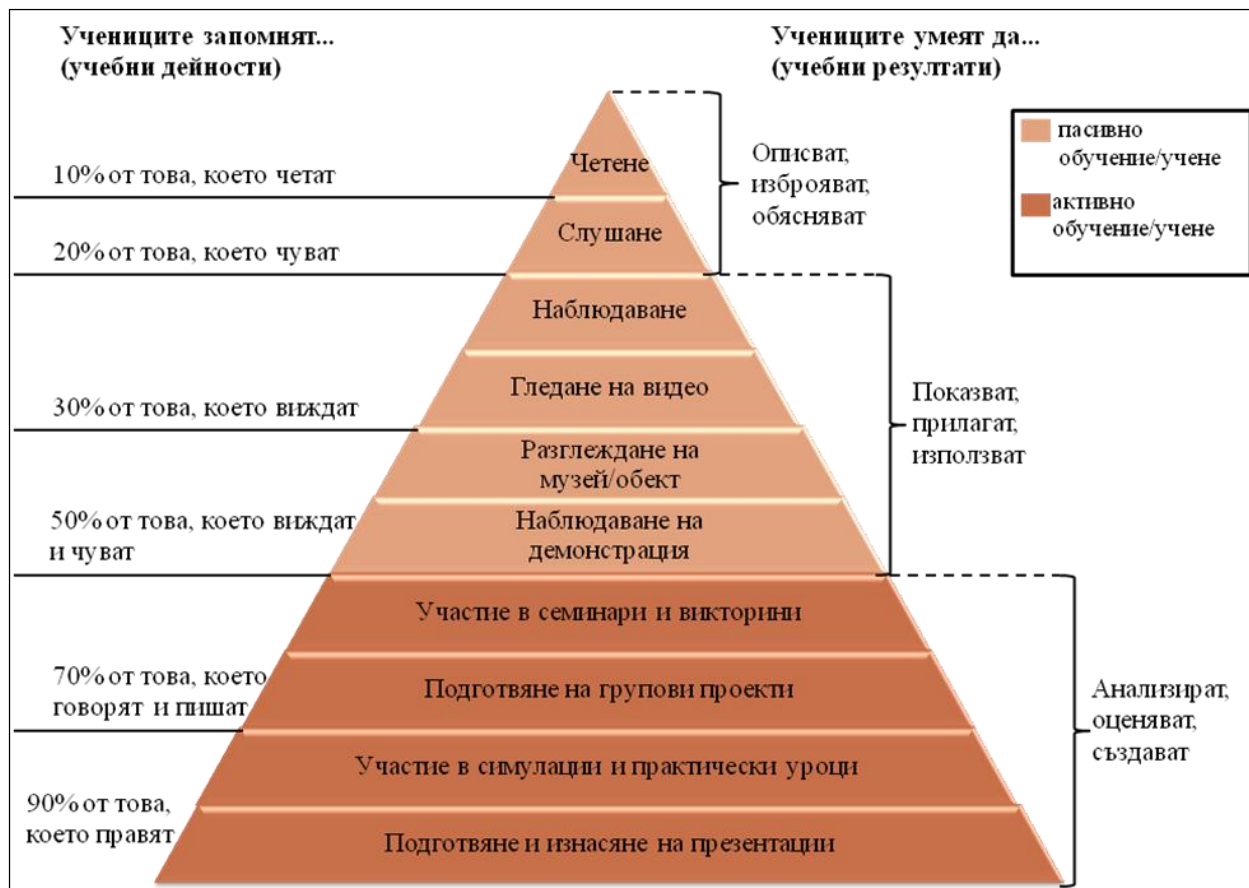 Учениците запомнят...
(учебни дейности)
Учениците умеят да...
(учебни резултати)
пасивно
обучение/учене
активно
обучение/учене
10% от това, което четат
20% от това, което чуват
30% от това, което виждат
50% от това, което виждат
и чуват
70% от това, което
говорят и пишат
90% от това,
което правят
Четене
Слушане
Наблюдаване
Гледане на видео
Разглеждане на
музей/обект
Наблюдаване на
демонстрация
Участие в семинари и викторини
Подготвяне на групови проекти
Участие в симулации и практически уроци
Подготвяне и изнасяне на презентации
Описват,
изброяват,
обясняват
Показват,
прилагат,
използват
Анализират,
оценяват,
създават